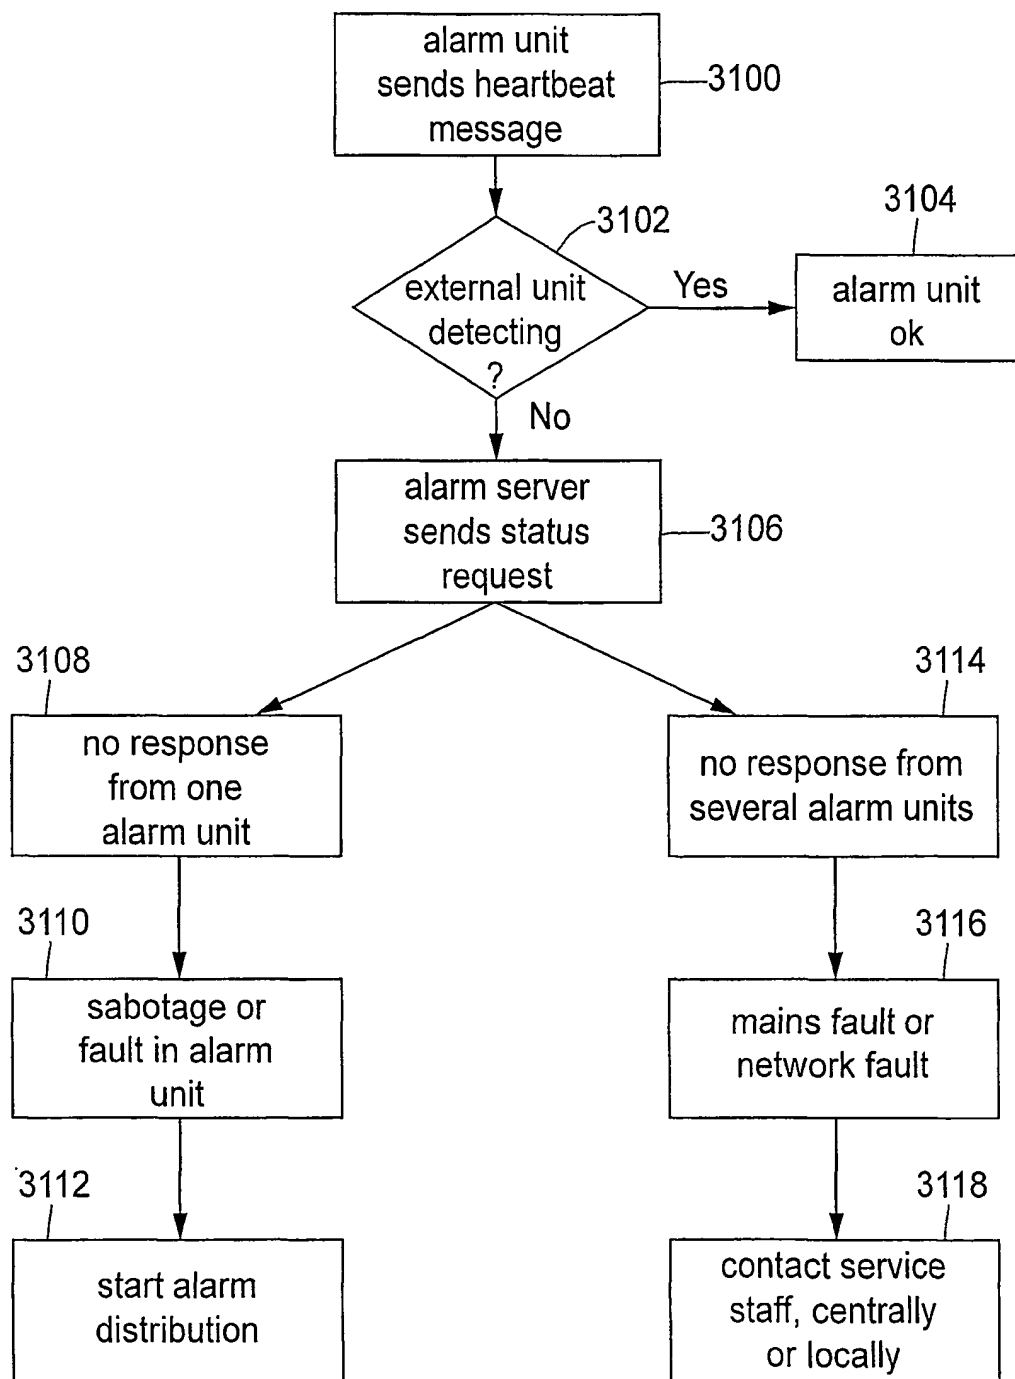 alarm unit
sends heartbeat
message
3100
3102
external unit
detecting
?
Yes
3104
alarm unit
ok
No
alarm server
sends status
request
3106
3108
no response
from one
alarm unit
3114
no response from
several alarm units
3110
sabotage or
fault in alarm
unit
3116
mains fault or
network fault
3112
start alarm
distribution
3118
contact service
staff, centrally
or locally